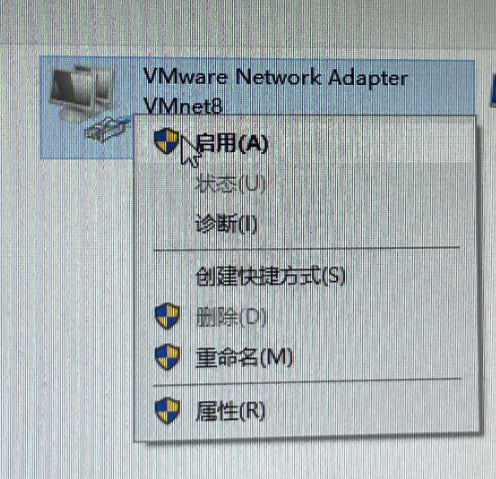 VMware Network Adapter
VMnet8
启用(A)
状态(U)
诊断(I)
创建快捷方式(S)
删除(D)
重命名(M)
属性(R)